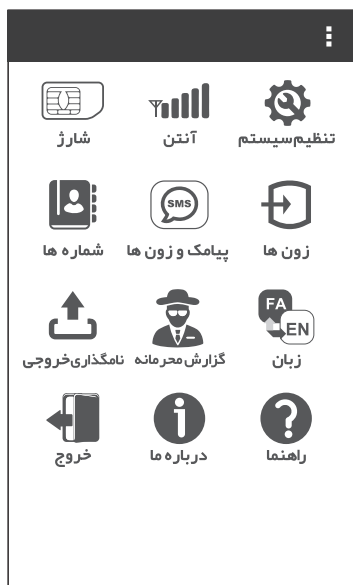 تنظیم سیستم
آنتن
شارژ
SMS
زون ها
پیامک و زون ها
شماره ها
FA
EN
زبان
گزارش محرمانه
نامگذاری خروجی
راهنما
درباره ما
خروج